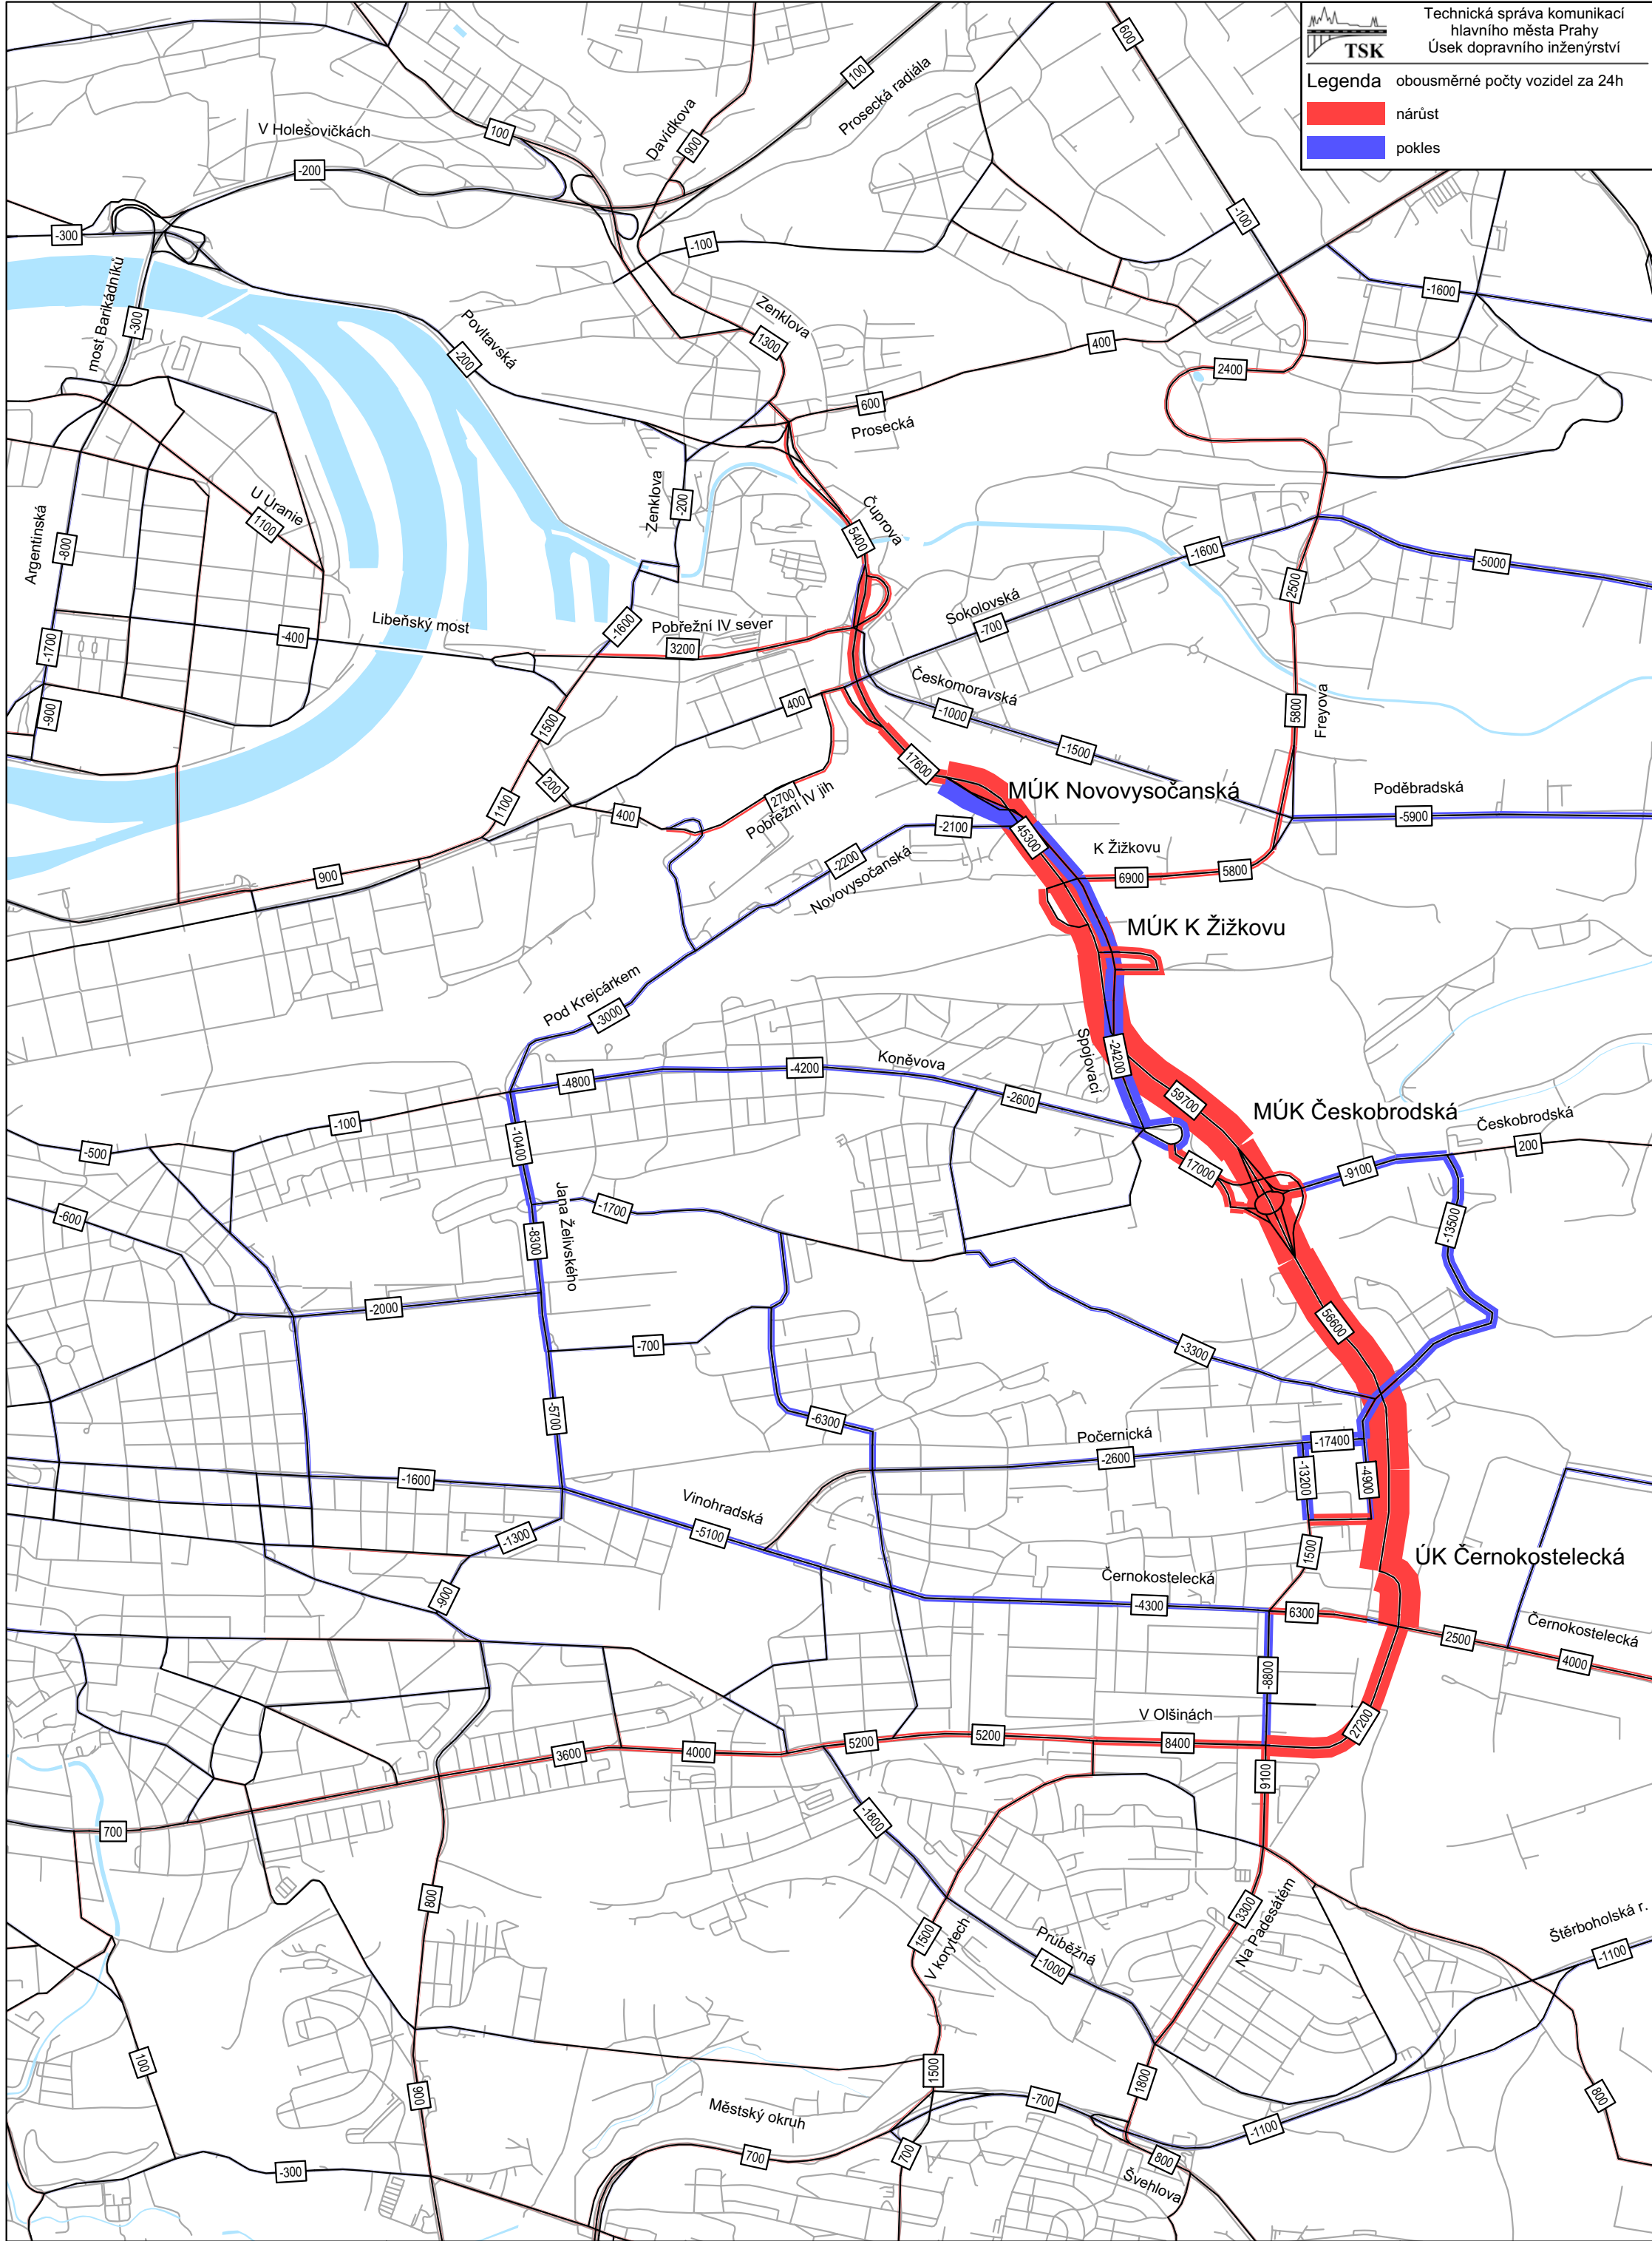 Technická správa komunikací
hlavního města Prahy
Úsek dopravního inženýrství
TSK
Legenda obousměrné počty vozidel za 24h
nárůst
pokles
600
100
Prosecká radiála
Davídkova
900
V Holešovičkách
100
-200
-300
-100
-100
-1600
most Barikádníků
-300
Povltavská
-200
Zenklova
1300
400
2400
600
Prosecká
U Uranie
1100
Argentinská
-800
Zenklova
-200
Čuprova
5400
-1600
-5000
2500
-1700
-400
Libeňský most
-1600
Pobřežní IV sever
3200
Sokolovská
-700
-900
1500
400
Českomoravská
-1000
-1500
5800
Freyova
17600
200
1100
400
2700
Pobřežní IV jih
MÚK Novovysočanská
Poděbradská
-5900
-2100
45300
K Žižkovu
-2200
Novovysočanská
6900
5800
900
MÚK K Žižkovu
Pod Krejcárkem
-3000
Spojovací
-24200
Koněvova
-4800
-4200
-2600
59700
MÚK Českobrodská
Českobrodská
200
-100
-500
-10400
17000
-9100
-600
Jana Želivského
-1700
-8300
-13500
-2000
-700
-3300
56600
-5700
-6300
Počernická
-2600
-17400
-13200
-4900
-1600
Vinohradská
-5100
-1300
1500
ÚK Černokostelecká
-900
Černokostelecká
-4300
6300
2500
Černokostelecká
4000
-8800
V Olšinách
27200
3600
4000
5200
5200
8400
9100
700
-1800
800
1500
V korytech
Průběžná
-1000
3300
Na Padesátém
Štěrboholská r.
-1100
100
900
1500
-700
1800
-1100
800
Městský okruh
700
700
800
Švehlova
-300